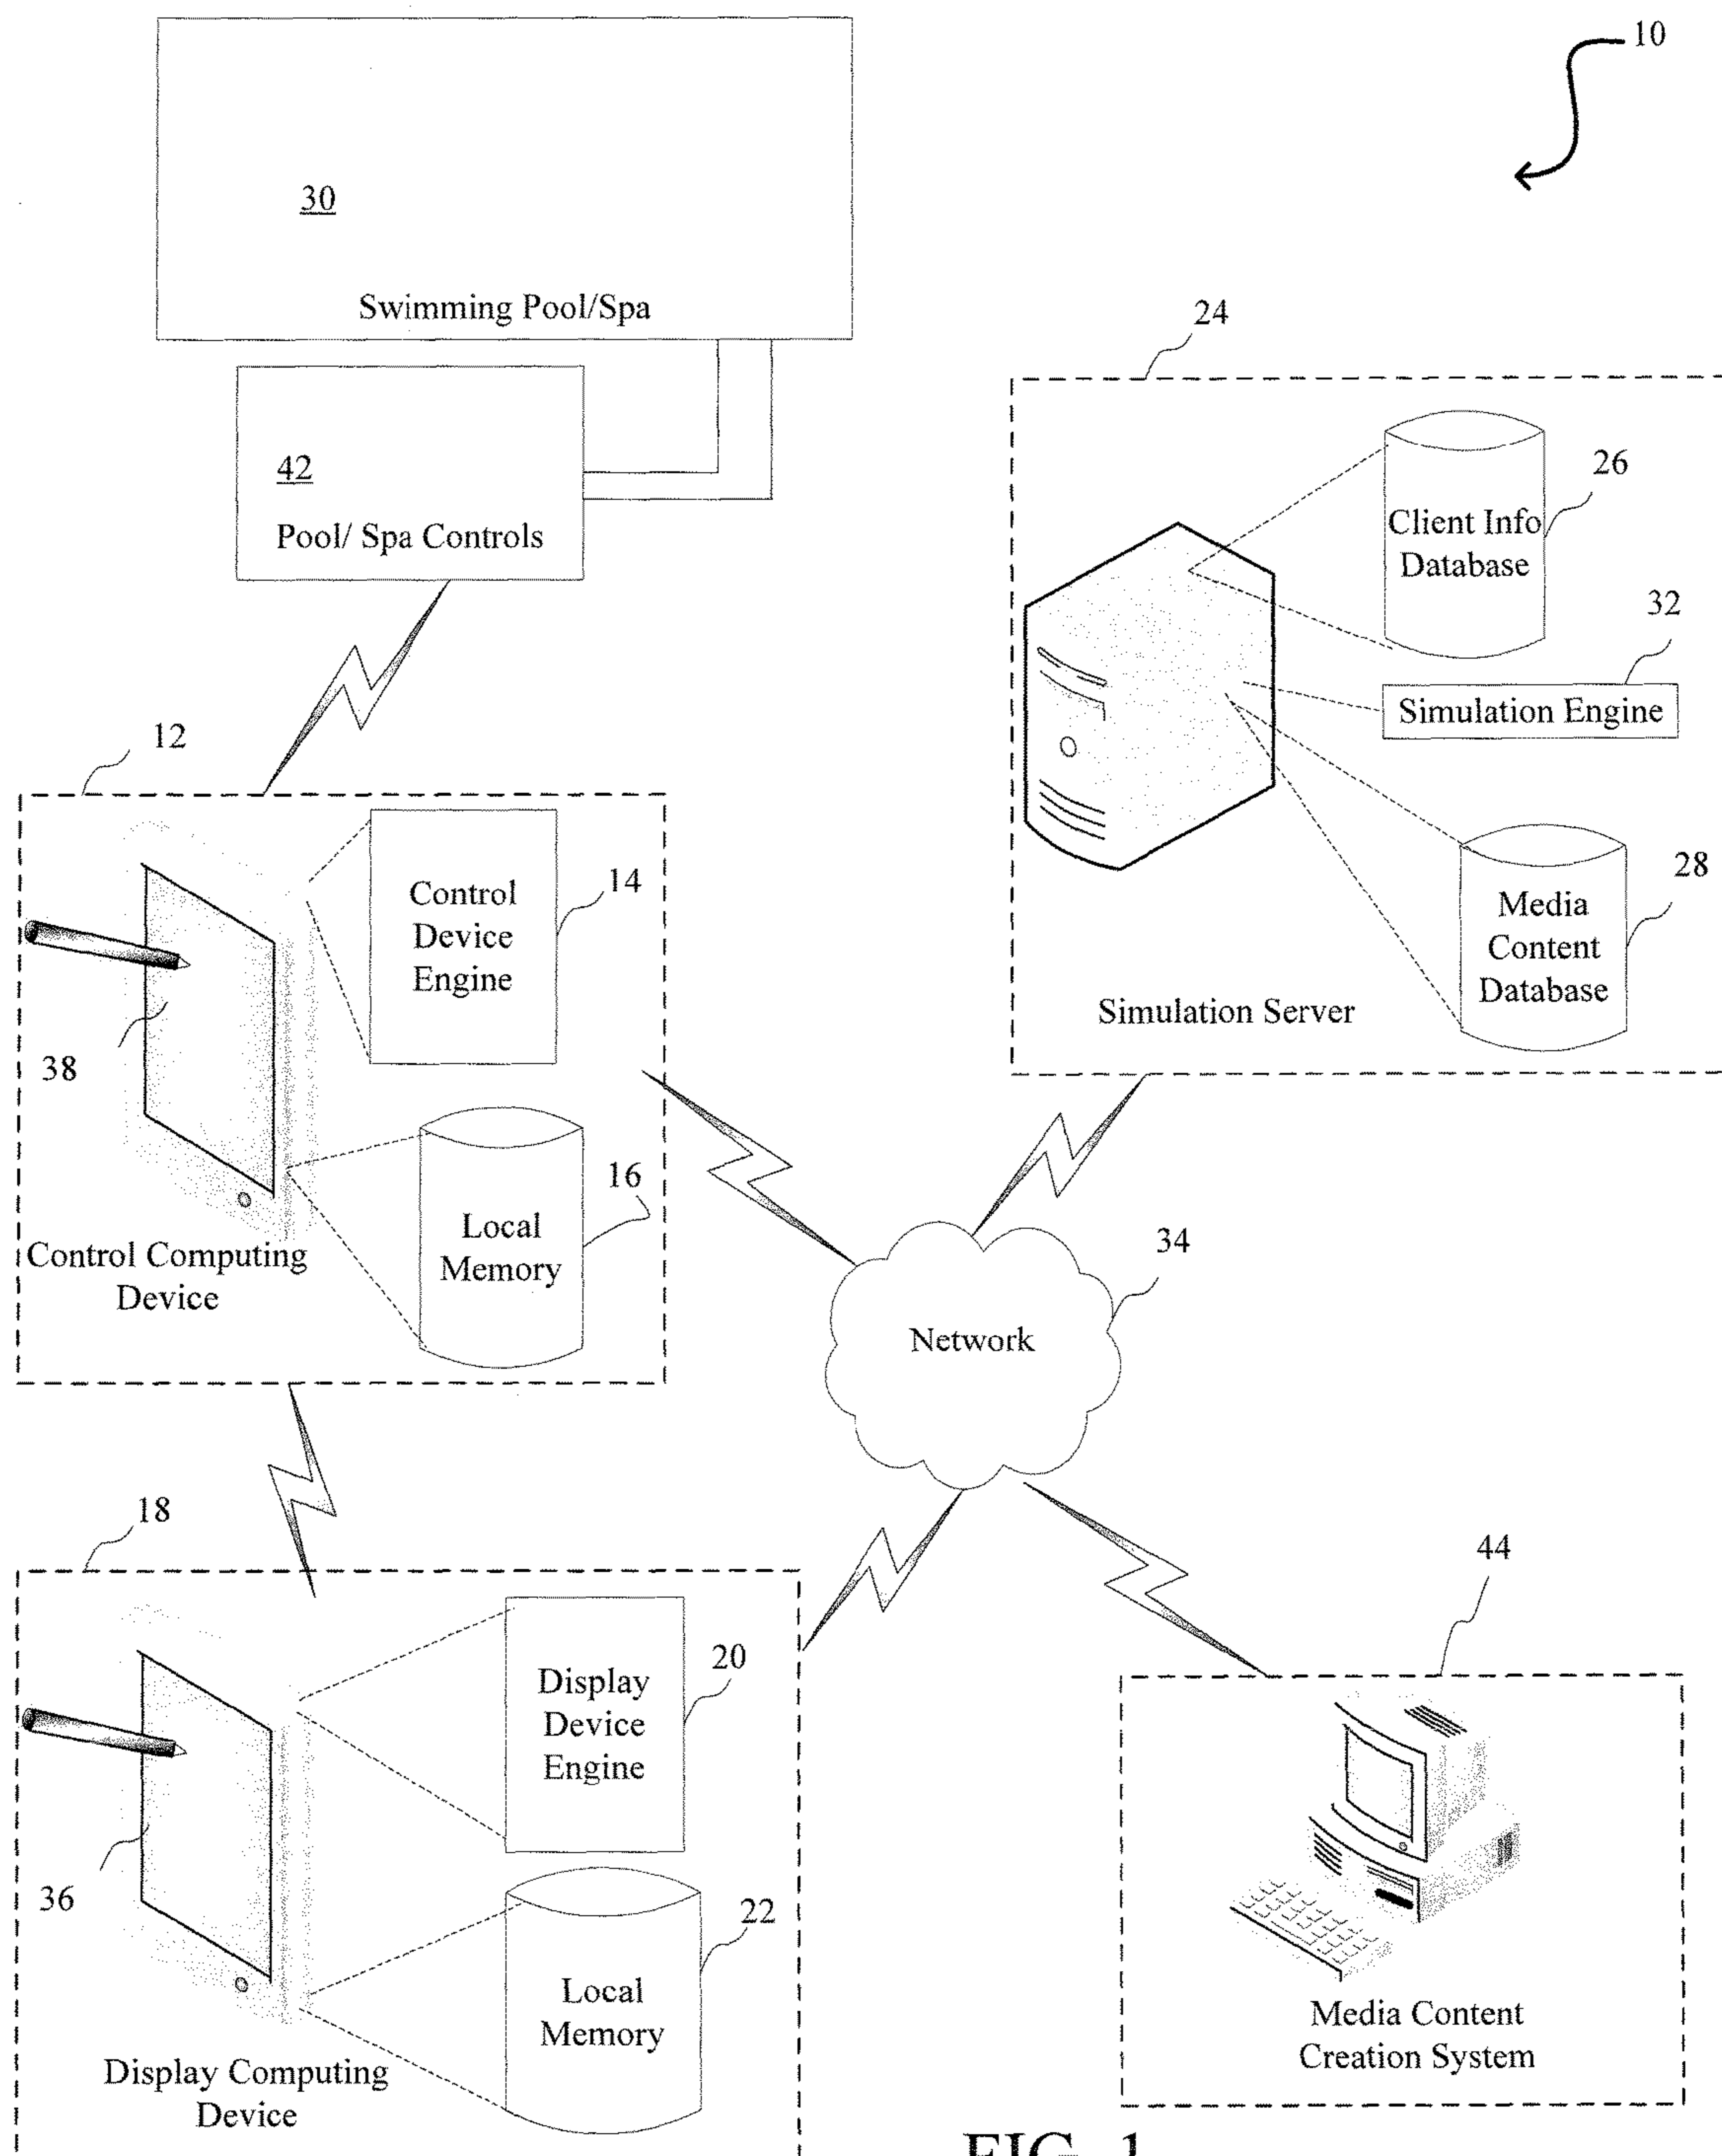 10
30
Swimming Pool/Spa
24
42
Pool/ Spa Controls
26
Client Info
Database
32
Simulation Engine
12
Control
Device
Engine
14
28
Media
Content
Database
Simulation Server
38
16
Local
Memory
Control Computing
Device
34
Network
18
44
20
Display
Device
Engine
36
22
Local
Memory
Display Computing
Device
Media Content
Creation System
FIG. 1